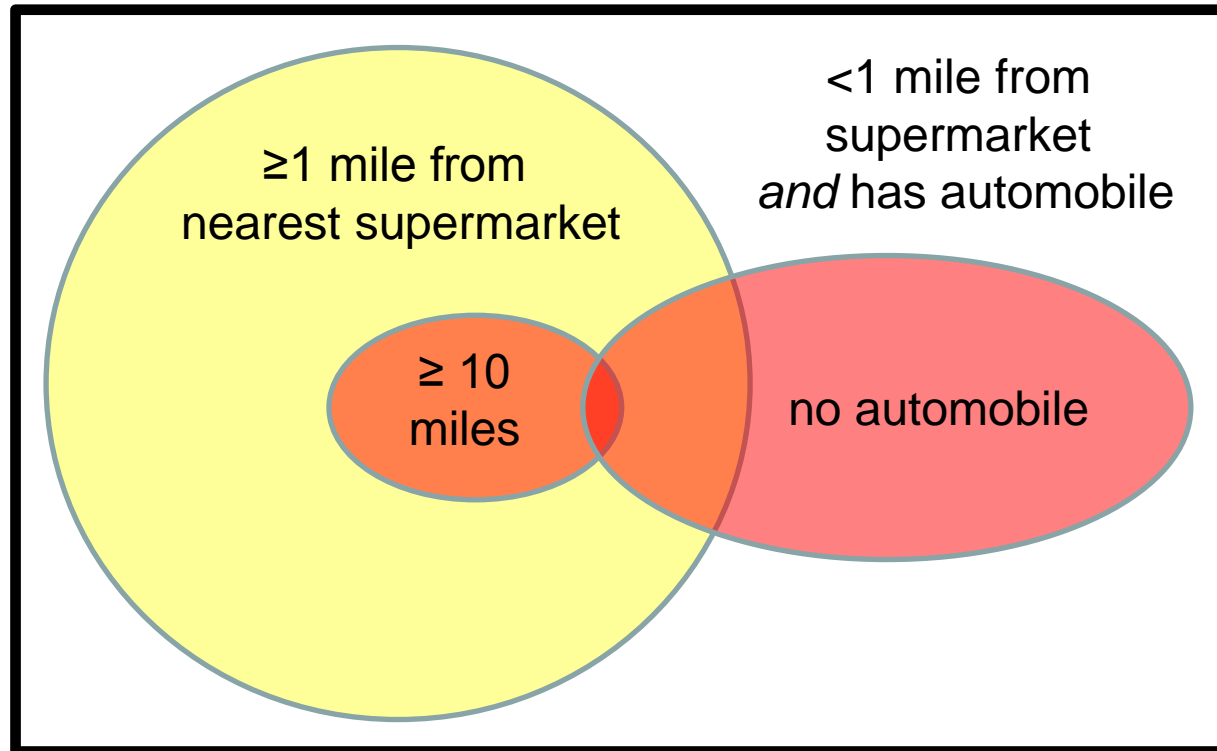 <1 mile from
supermarket
and has automobile
≥1 mile from
nearest supermarket
≥ 10
miles
no automobile